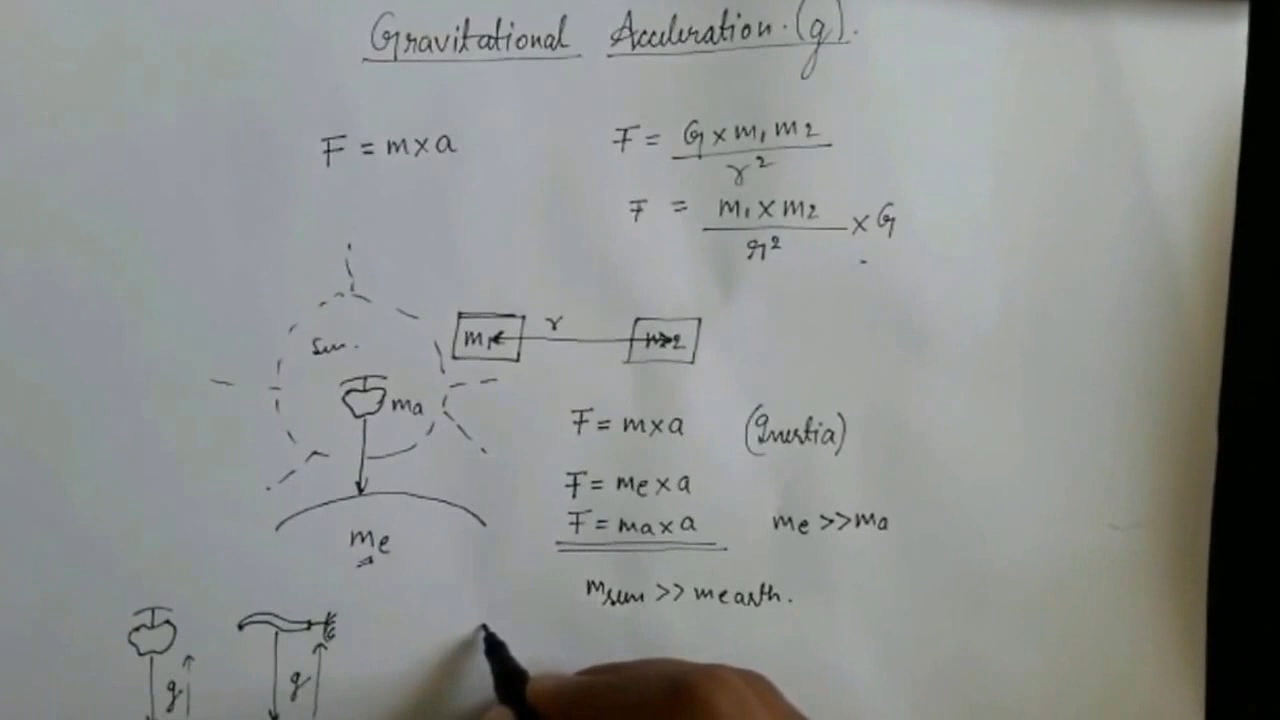 Gravitational Acceleration.(g).
F = m×a
F = G×m₁m₂ / r²
F = m₁×m₂ / r² ×G
Sun.
m₁ r m2
ma
F = m×a (Inertia)
F = me×a
F = ma×a me >>ma
me
msun >> mearth.
g g